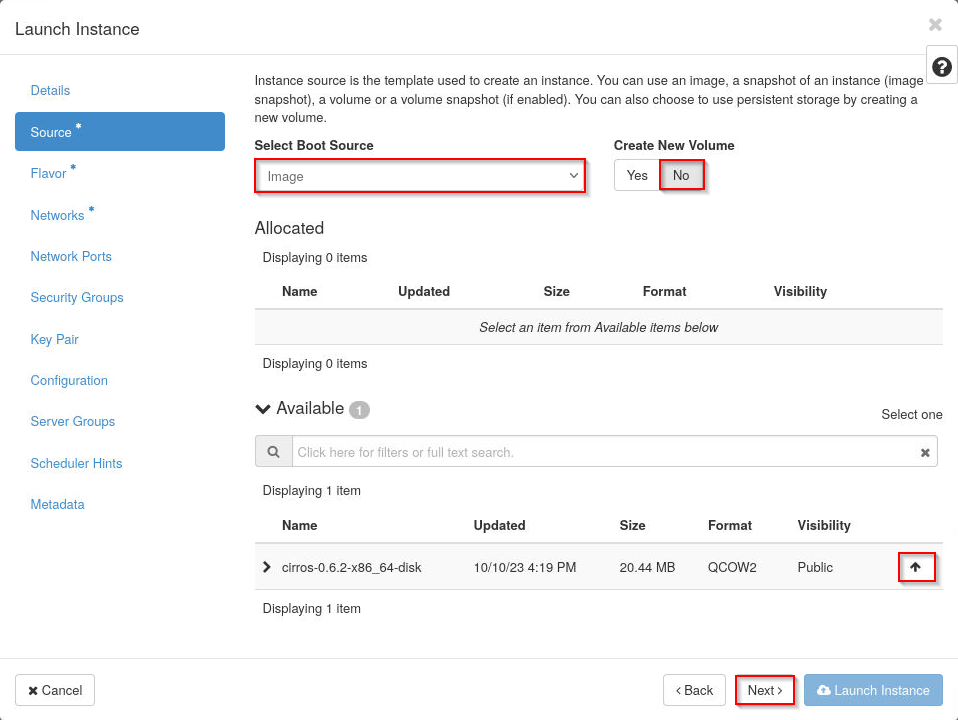 Launch Instance
Details
Source *
Flavor *
Networks *
Network Ports
Security Groups
Key Pair
Configuration
Server Groups
Scheduler Hints
Metadata
Instance source is the template used to create an instance. You can use an image, a snapshot of an instance (image
snapshot), a volume or a volume snapshot (if enabled). You can also choose to use persistent storage by creating a
new volume.
Select Boot Source Create New Volume
Image Yes No
Allocated
Displaying 0 items
Name Updated Size Format Visibility
Select an item from Available items below
Displaying 0 items
Available 1 Select one
Click here for filters or full text search.
Displaying 1 item
Name Updated Size Format Visibility
cirros-0.6.2-x86_64-disk 10/10/23 4:19 PM 20.44 MB QCOW2 Public
Displaying 1 item
Cancel < Back Next > Launch Instance